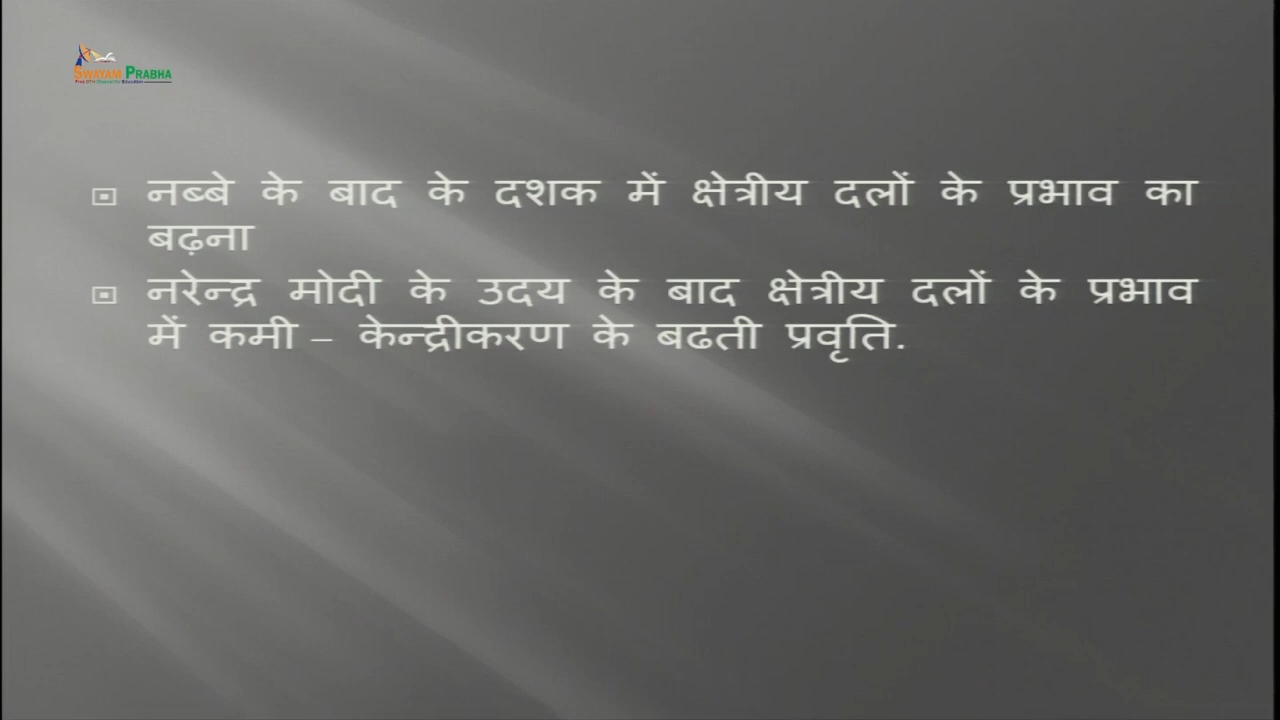 SWAYAM PRABHA
नब्बे के बाद के दशक में क्षेत्रीय दलों के प्रभाव का
बढ़ना
नरेन्द्र मोदी के उदय के बाद क्षेत्रीय दलों के प्रभाव
में कमी – केन्द्रीकरण के बढती प्रवृति.